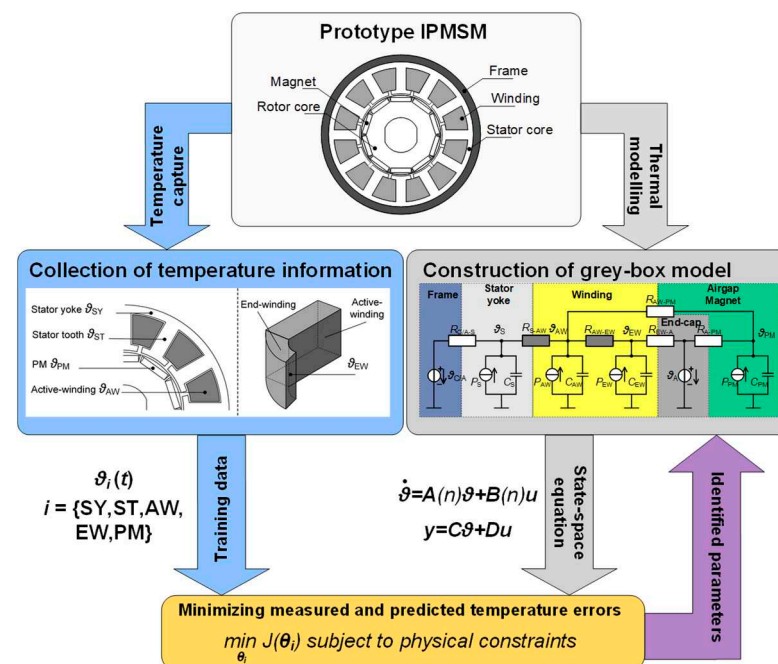 Prototype IPMSM
Frame
Magnet
Winding
Rotor core
Stator core
Temperature
capture
Thermal
modelling
Collection of temperature information
Stator yoke ϑSY
Stator tooth ϑST
PM ϑPM
Active-winding ϑAW
End-winding
Active-
winding
ϑEW
Construction of grey-box model
Frame
Stator
yoke
Winding
Airgap
Magnet
RAW-PM
End-cap
RC/A-S
ϑS
RS-AW
ϑAW
RAW-EW
ϑEW
REW-A
RA-PM
ϑPM
ϑC/A
PS
CS
PAW
CAW
PEW
CEW
ϑA
PPM
CPM
ϑi(t)
i = {SY,ST,AW,
EW,PM}
Training data
ϑ̇=A(n)ϑ+B(n)u
y=Cϑ+Du
State-space
equation
Identified parameters
Minimizing measured and predicted temperature errors
min J(θi) subject to physical constraints
θi